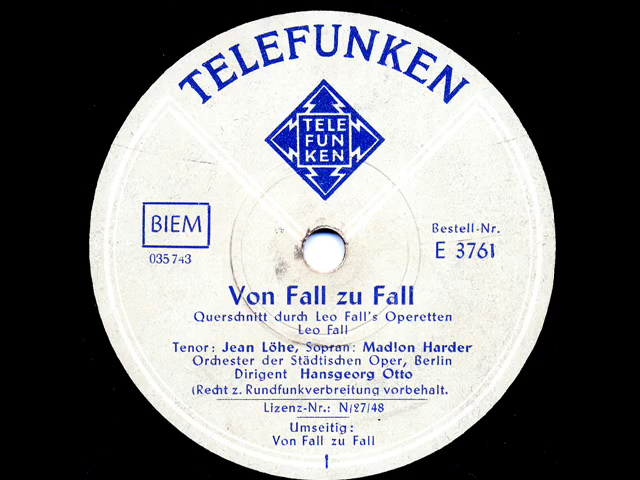 TELEFUNKEN
TELE
FUN
KEN
BIEM
035743
Bestell-Nr.
E 3761
Von Fall zu Fall
Querschnitt durch Leo Fall's Operetten
Leo Fall
Tenor: Jean Löhe, Sopran: Mad!on Harder
Orchester der Städtischen Oper, Berlin
Dirigent Hansgeorg Otto
(Recht z. Rundfunkverbreitung vorbehalt.
Lizenz-Nr.: N/27/48
Umseitig:
Von Fall zu Fall
I